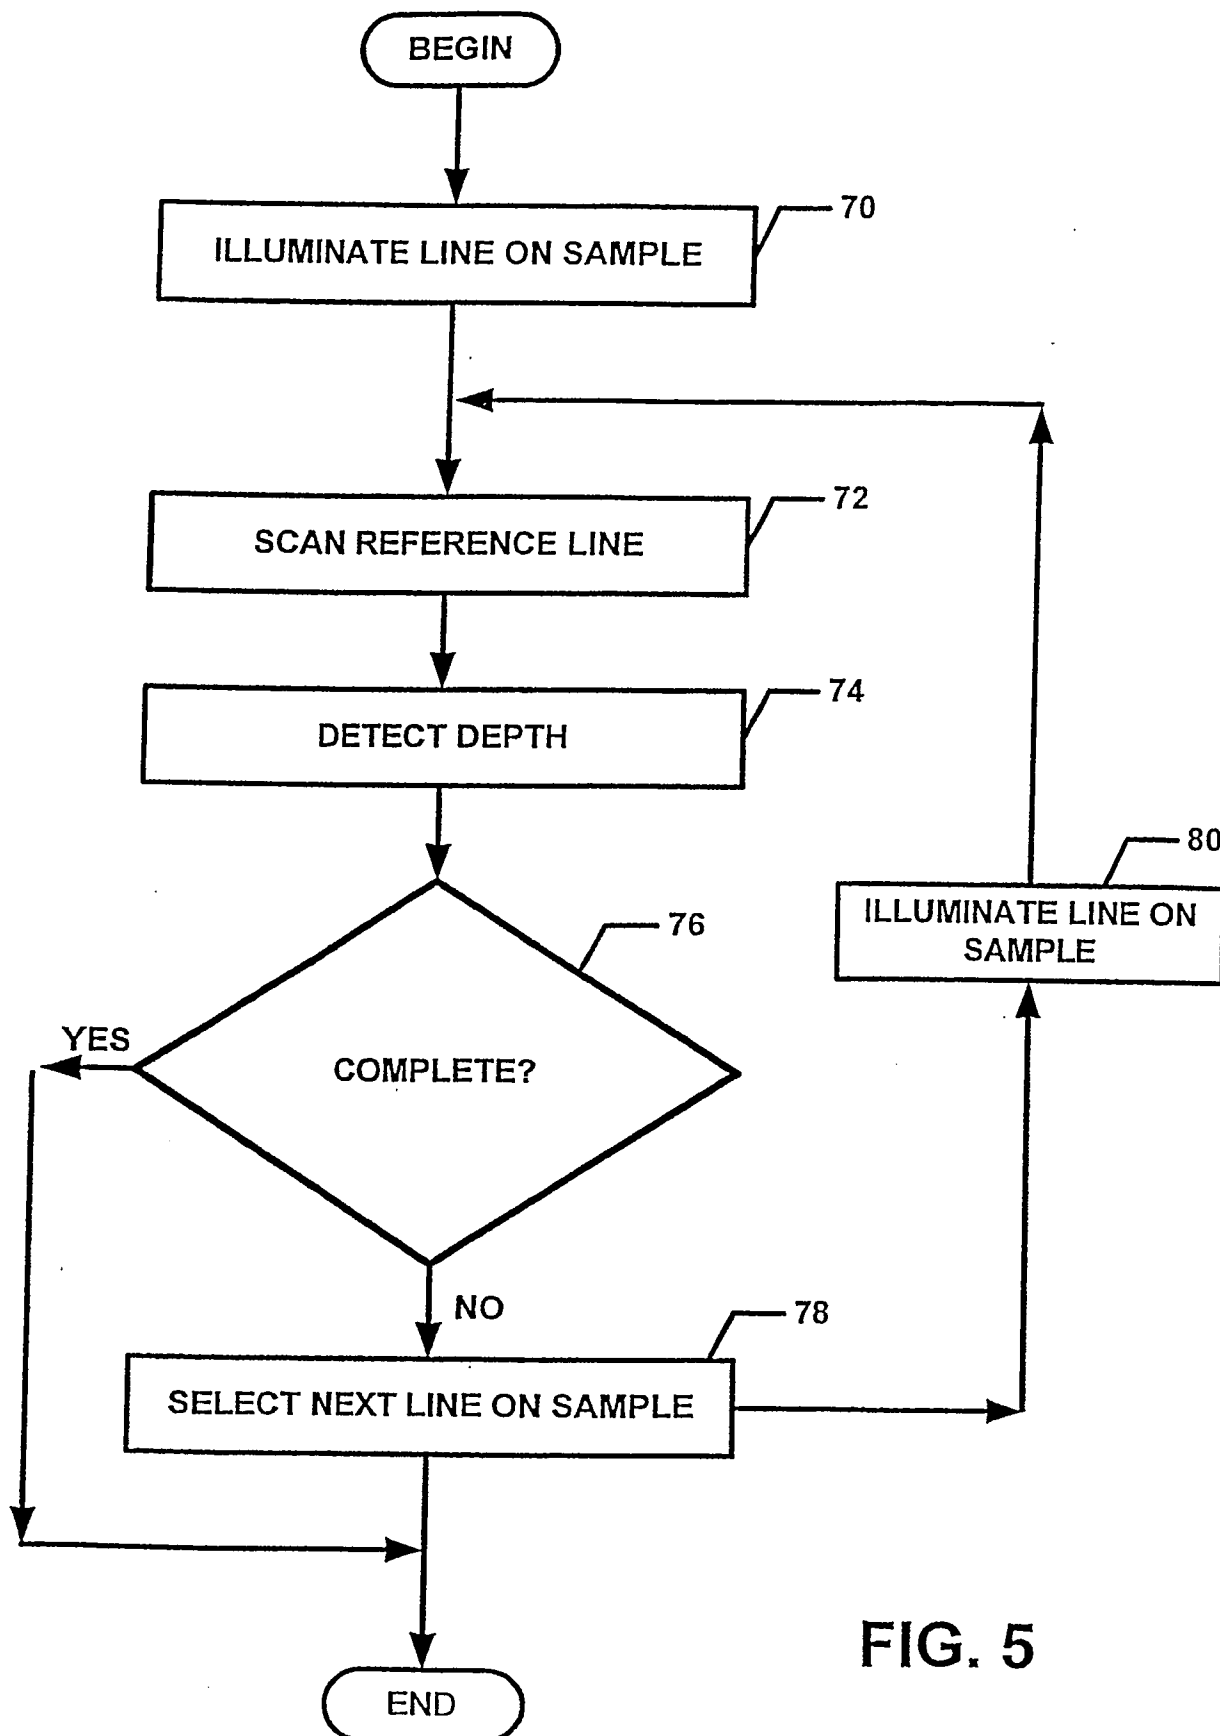 BEGIN
70
ILLUMINATE LINE ON SAMPLE
72
SCAN REFERENCE LINE
74
DETECT DEPTH
80
ILLUMINATE LINE ON
SAMPLE
76
YES
COMPLETE?
NO
78
SELECT NEXT LINE ON SAMPLE
FIG. 5
END